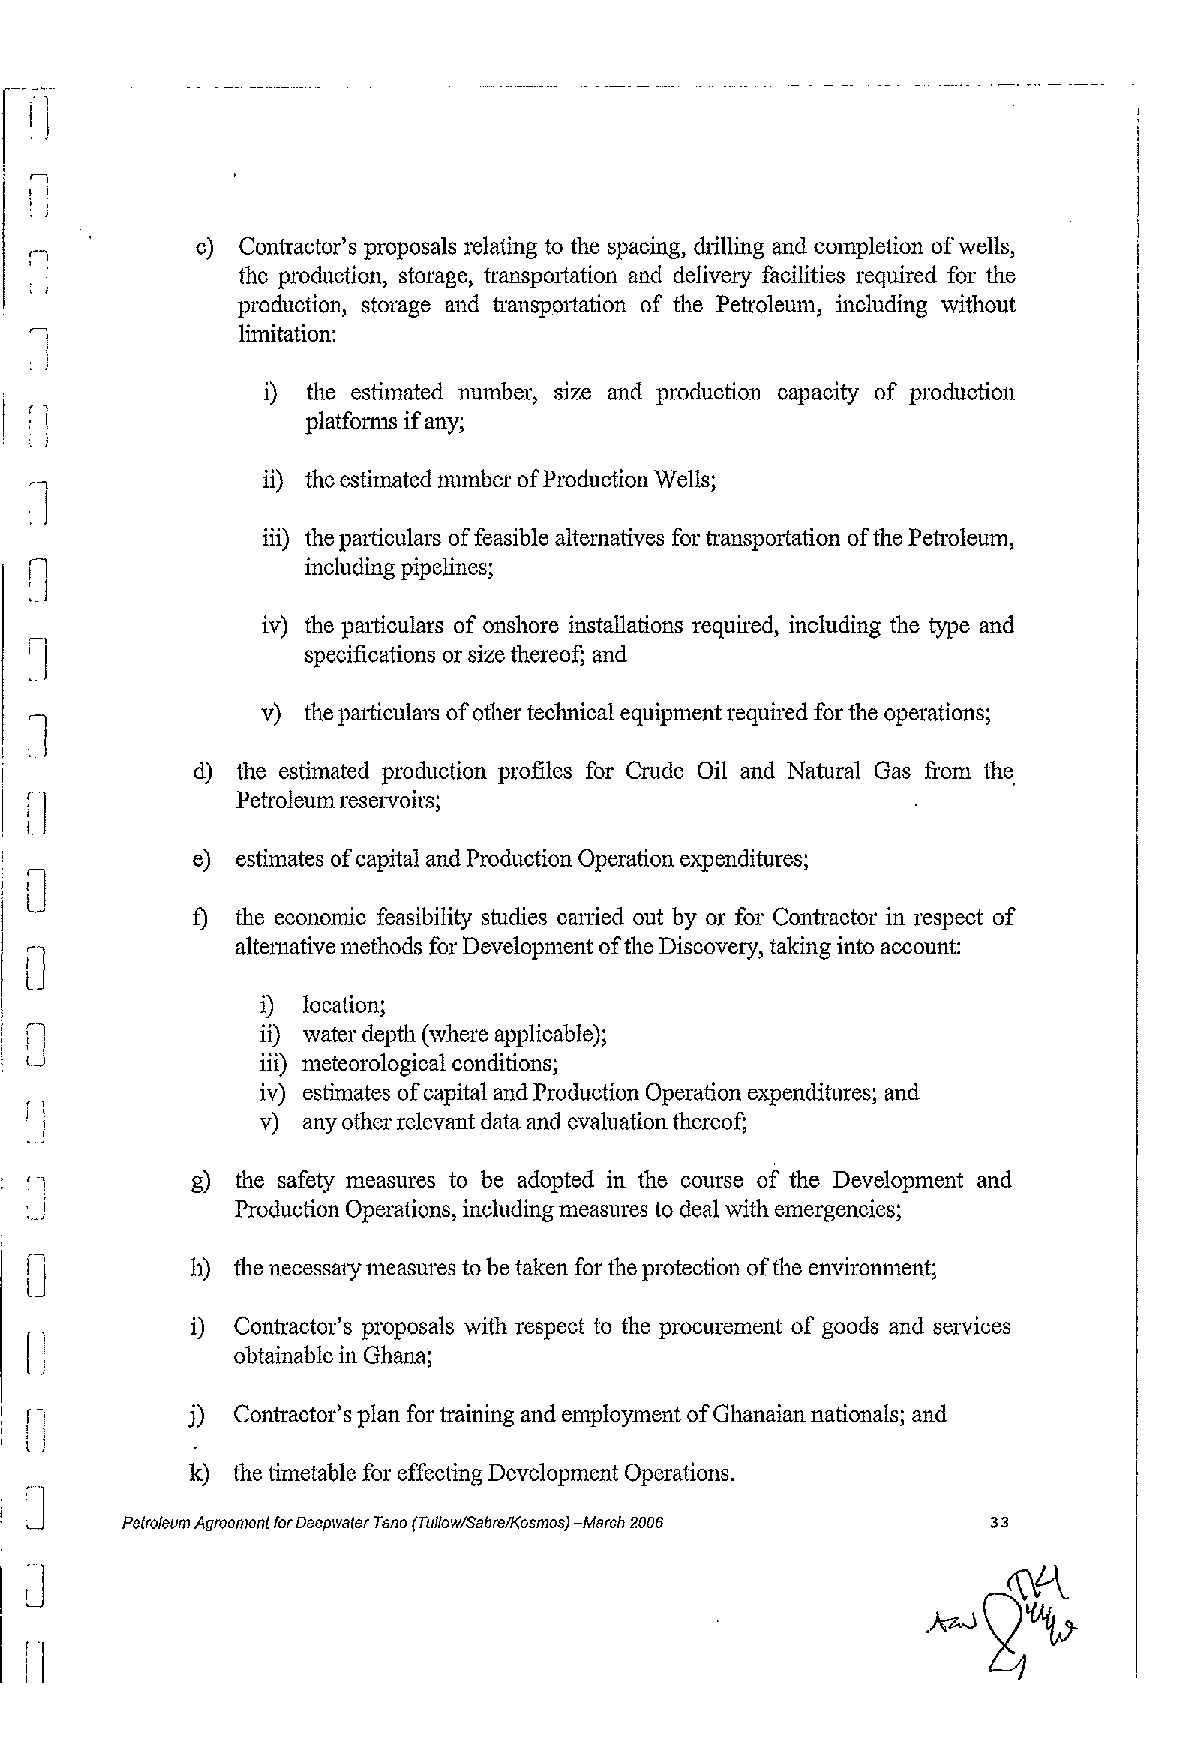 c) Contractor's proposals relating to the spacing, drilling and completion of wells,
the production, storage, transportation and delivery facilities required for the
production, storage and transportation of the Petroleum, including without
limitation:
i) the estimated number, size and production capacity of production
platforms if any;
ii) the estimated number of Production Wells;
iii) the particulars of feasible alternatives for transportation of the Petroleum,
including pipelines;
iv) the particulars of onshore installations required, including the type and
specifications or size thereof; and
v) the particulars of other technical equipment required for the operations;
d) the estimated production profiles for Crude Oil and Natural Gas from the
Petroleum reservoirs;
e) estimates of capital and Production Operation expenditures;
f) the economic feasibility studies carried out by or for Contractor in respect of
alternative methods for Development of the Discovery, taking into account:
i) location;
ii) water depth (where applicable);
iii) meteorological conditions;
iv) estimates of capital and Production Operation expenditures; and
v) any other relevant data and evaluation thereof;
g) the safety measures to be adopted in the course of the Development and
Production Operations, including measures to deal with emergencies;
h) the necessary measures to be taken for the protection of the environment;
i) Contractor's proposals with respect to the procurement of goods and services
obtainable in Ghana;
j) Contractor's plan for training and employment of Ghanaian nationals; and
k) the timetable for effecting Development Operations.
Petroleum Agreement for Deepwater Tano (Tullow/Sabre/Kosmos) –March 2006 33